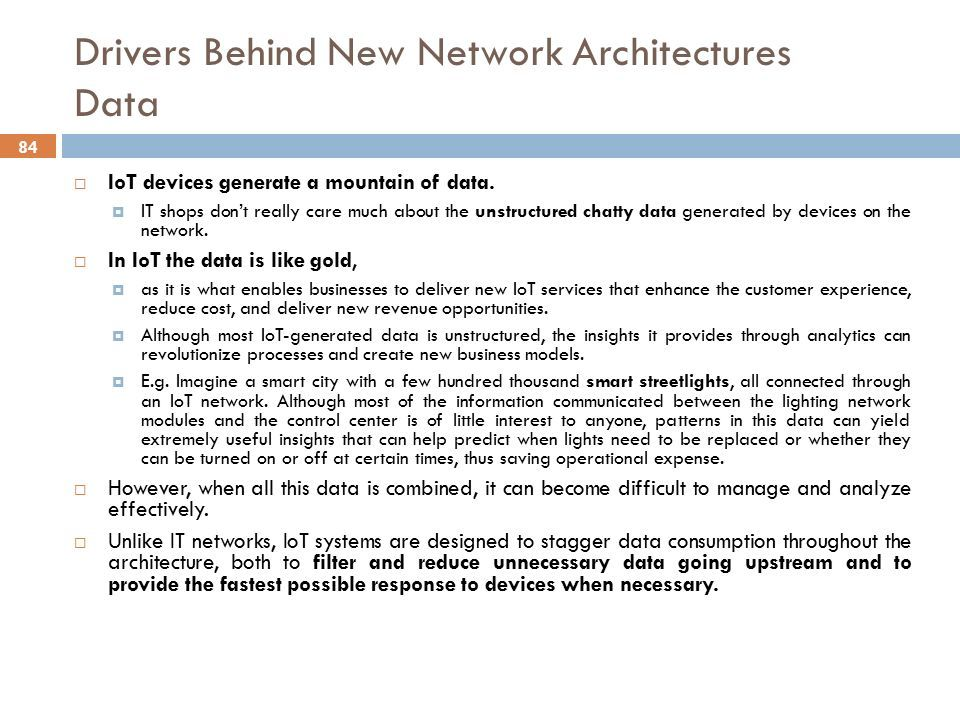 Drivers Behind New Network Architectures
Data
84
IoT devices generate a mountain of data.
IT shops don’t really care much about the unstructured chatty data generated by devices on the
network.
In IoT the data is like gold,
as it is what enables businesses to deliver new IoT services that enhance the customer experience,
reduce cost, and deliver new revenue opportunities.
Although most IoT-generated data is unstructured, the insights it provides through analytics can
revolutionize processes and create new business models.
E.g. Imagine a smart city with a few hundred thousand smart streetlights, all connected through
an IoT network. Although most of the information communicated between the lighting network
modules and the control center is of little interest to anyone, patterns in this data can yield
extremely useful insights that can help predict when lights need to be replaced or whether they
can be turned on or off at certain times, thus saving operational expense.
However, when all this data is combined, it can become difficult to manage and analyze
effectively.
Unlike IT networks, IoT systems are designed to stagger data consumption throughout the
architecture, both to filter and reduce unnecessary data going upstream and to
provide the fastest possible response to devices when necessary.